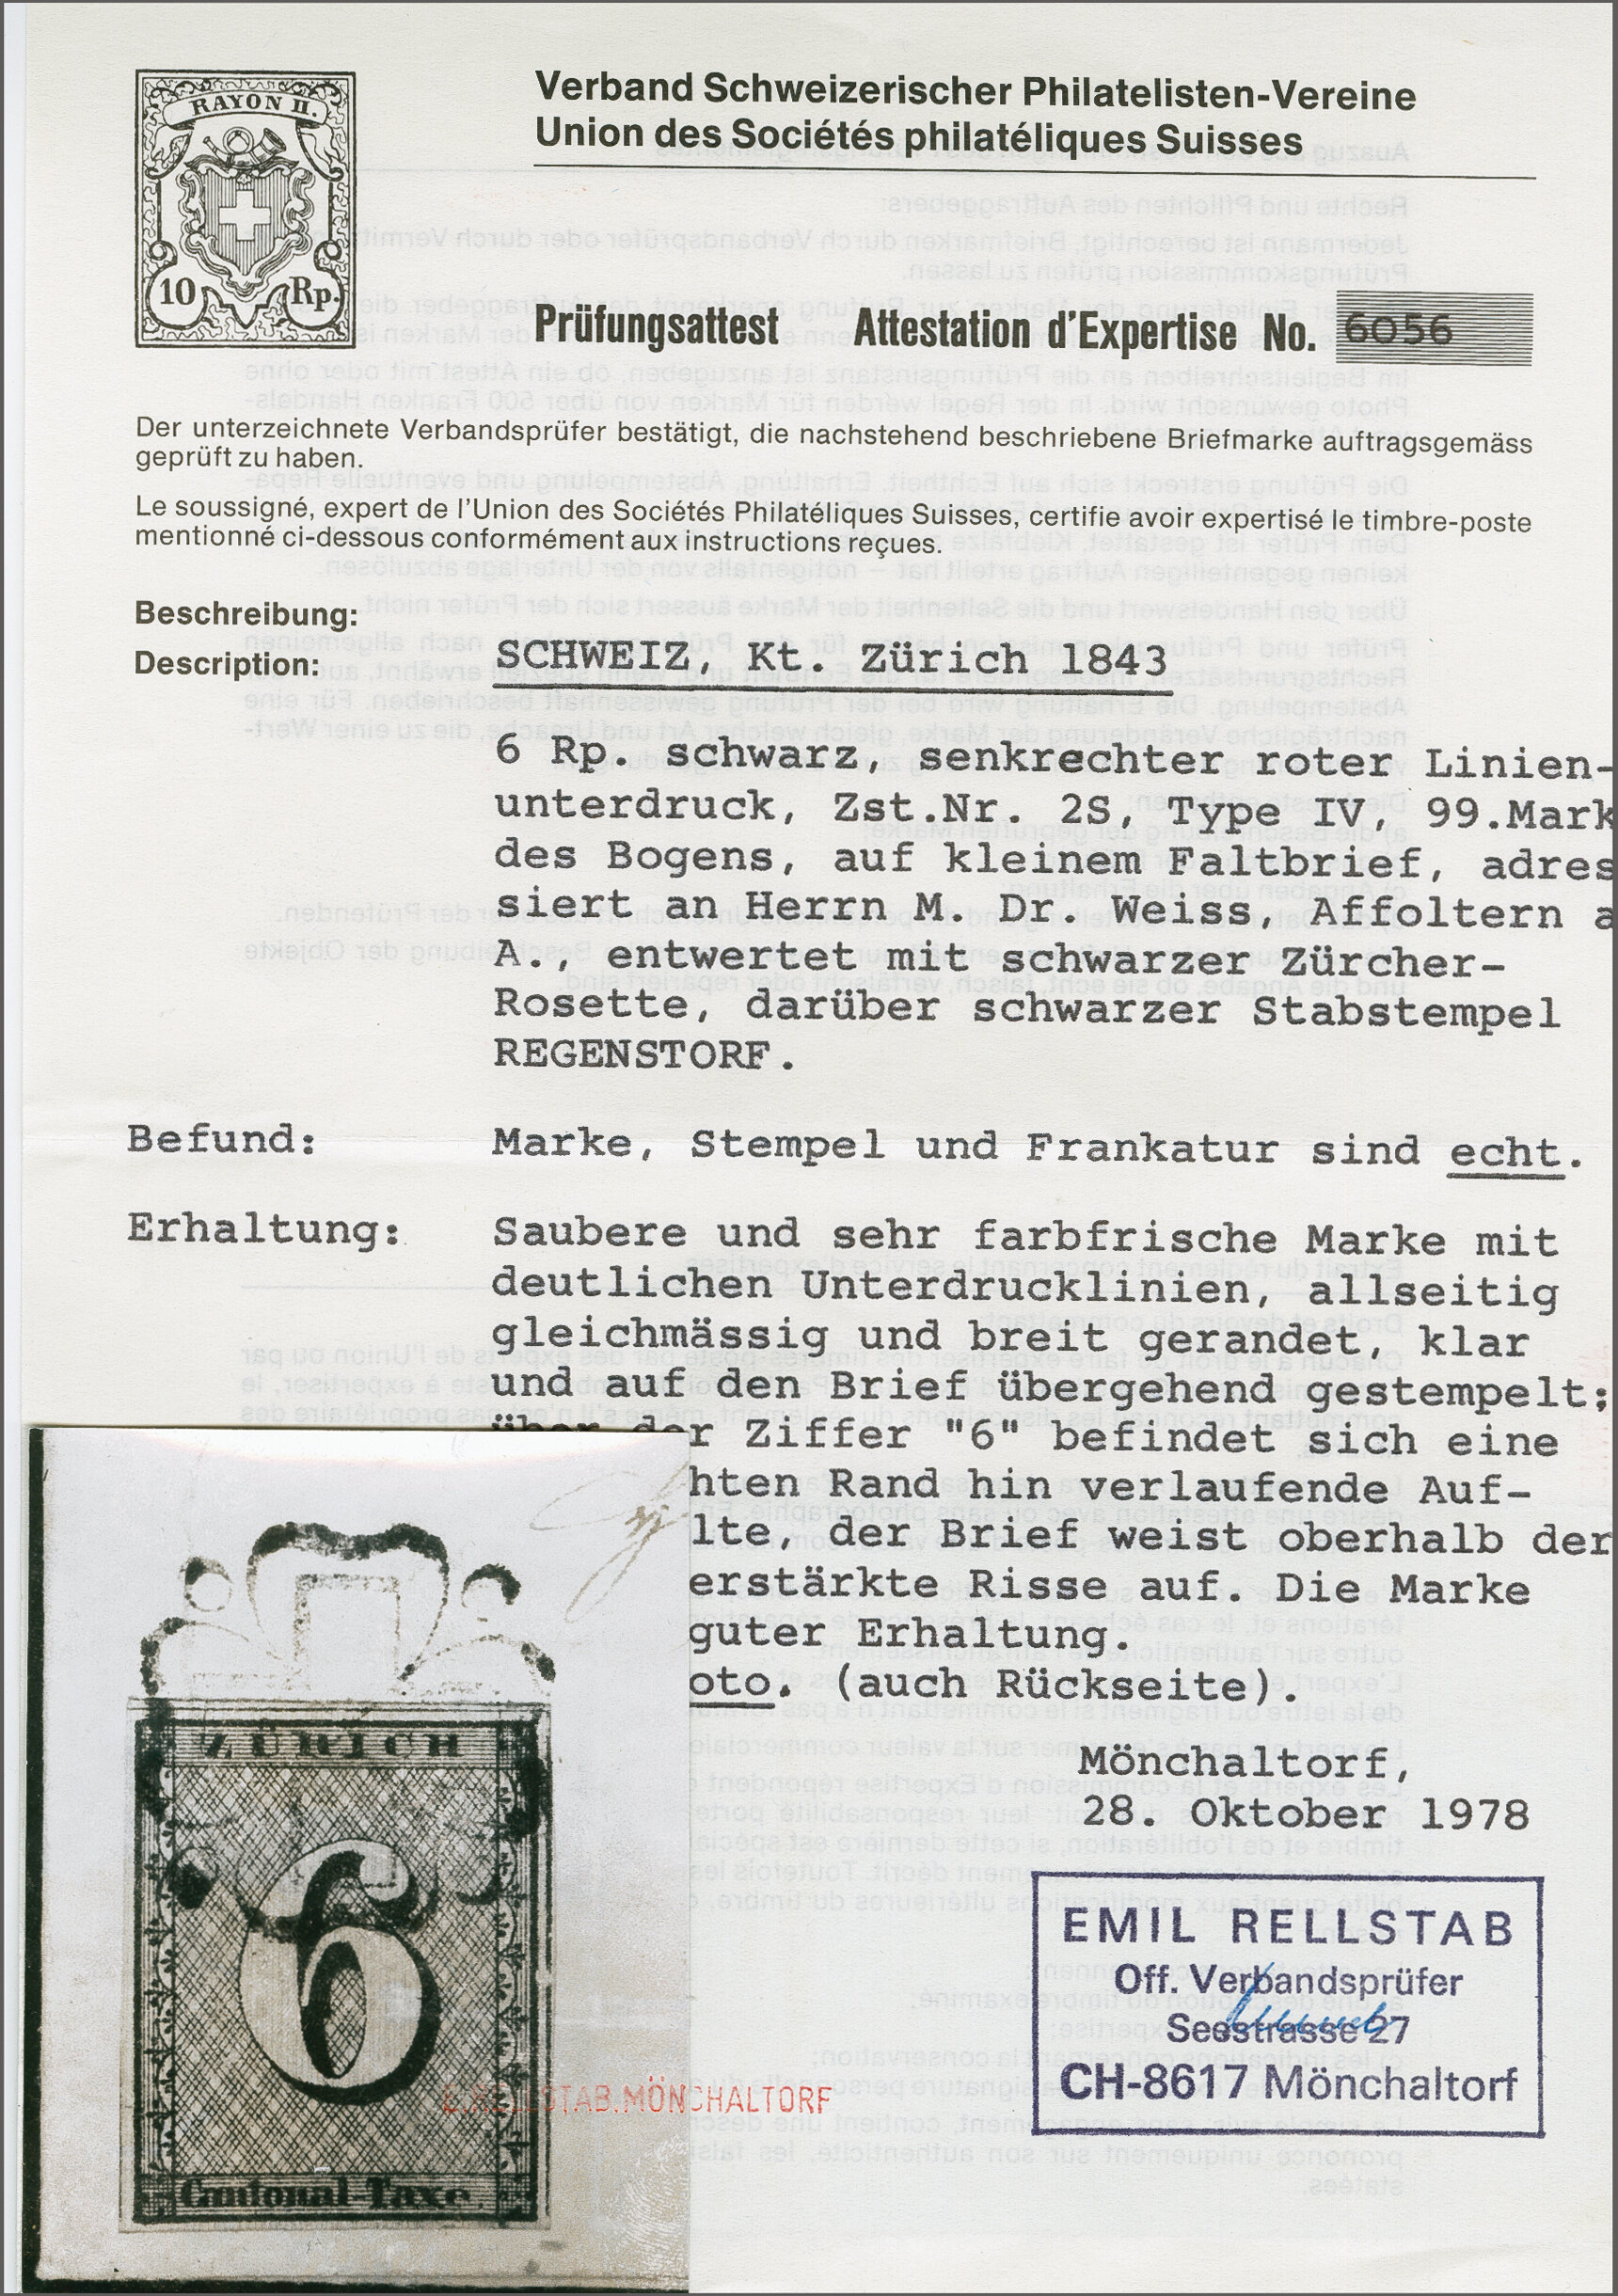 RAYON II.
10 Rp.
Verband Schweizerischer Philatelisten-Vereine
Union des Sociétés philatéliques Suisses
Prüfungsattest Attestation d'Expertise No. 6056
Der unterzeichnete Verbandsprüfer bestätigt, die nachstehend beschriebene Briefmarke auftragsgemäss
geprüft zu haben.
Le soussigné, expert de l'Union des Sociétés Philatéliques Suisses, certifie avoir expertisé le timbre-poste
mentionné ci-dessous conformément aux instructions reçues.
Beschreibung:
Description: SCHWEIZ, Kt. Zürich 1843
6 Rp. schwarz, senkrechter roter Linien-
unterdruck, Zst.Nr. 2S, Type IV, 99.Mark
des Bogens, auf kleinem Faltbrief, adres
siert an Herrn M. Dr. Weiss, Affoltern a
A., entwertet mit schwarzer Zürcher-
Rosette, darüber schwarzer Stabstempel
REGENSTORF.
Befund: Marke, Stempel und Frankatur sind echt.
Erhaltung: Saubere und sehr farbfrische Marke mit
deutlichen Unterdrucklinien, allseitig
gleichmässig und breit gerandet, klar
und auf den Brief übergehend gestempelt;
über der Ziffer "6" befindet sich eine
hten Rand hin verlaufende Auf-
lte, der Brief weist oberhalb der
erstärkte Risse auf. Die Marke
guter Erhaltung.
oto. (auch Rückseite).
Mönchaltorf,
28. Oktober 1978
EMIL RELLSTAB
Off. Verbandsprüfer
Seestrasse 27
CH-8617 Mönchaltorf
ZÜRICH
6
Cantonal-Taxe.
E.RELLSTAB.MÖNCHALTORF